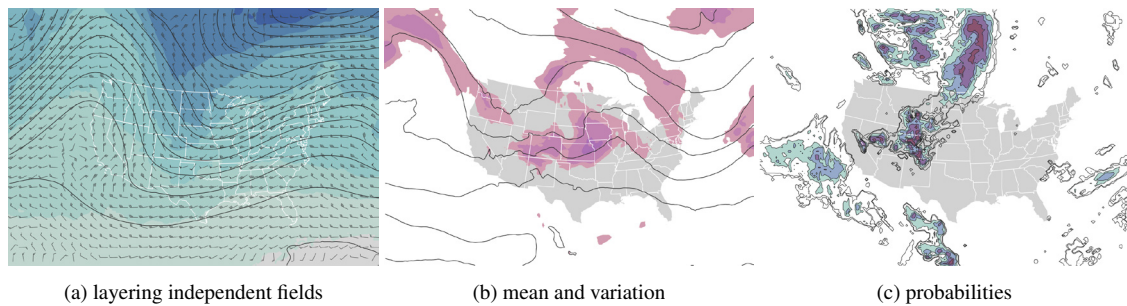 (a) layering independent fields
(b) mean and variation
(c) probabilities